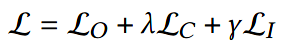 ℒ = ℒ_O + λℒ_C + γℒ_I